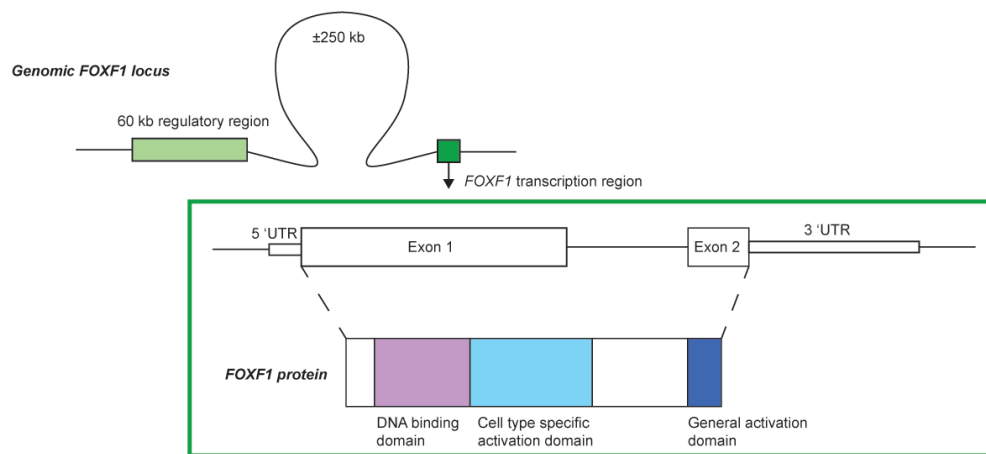 ±250 kb
Genomic FOXF1 locus
60 kb regulatory region
FOXF1 transcription region
5 ‘UTR
Exon 1
Exon 2
3 ‘UTR
FOXF1 protein
DNA binding
domain
Cell type specific
activation domain
General activation
domain